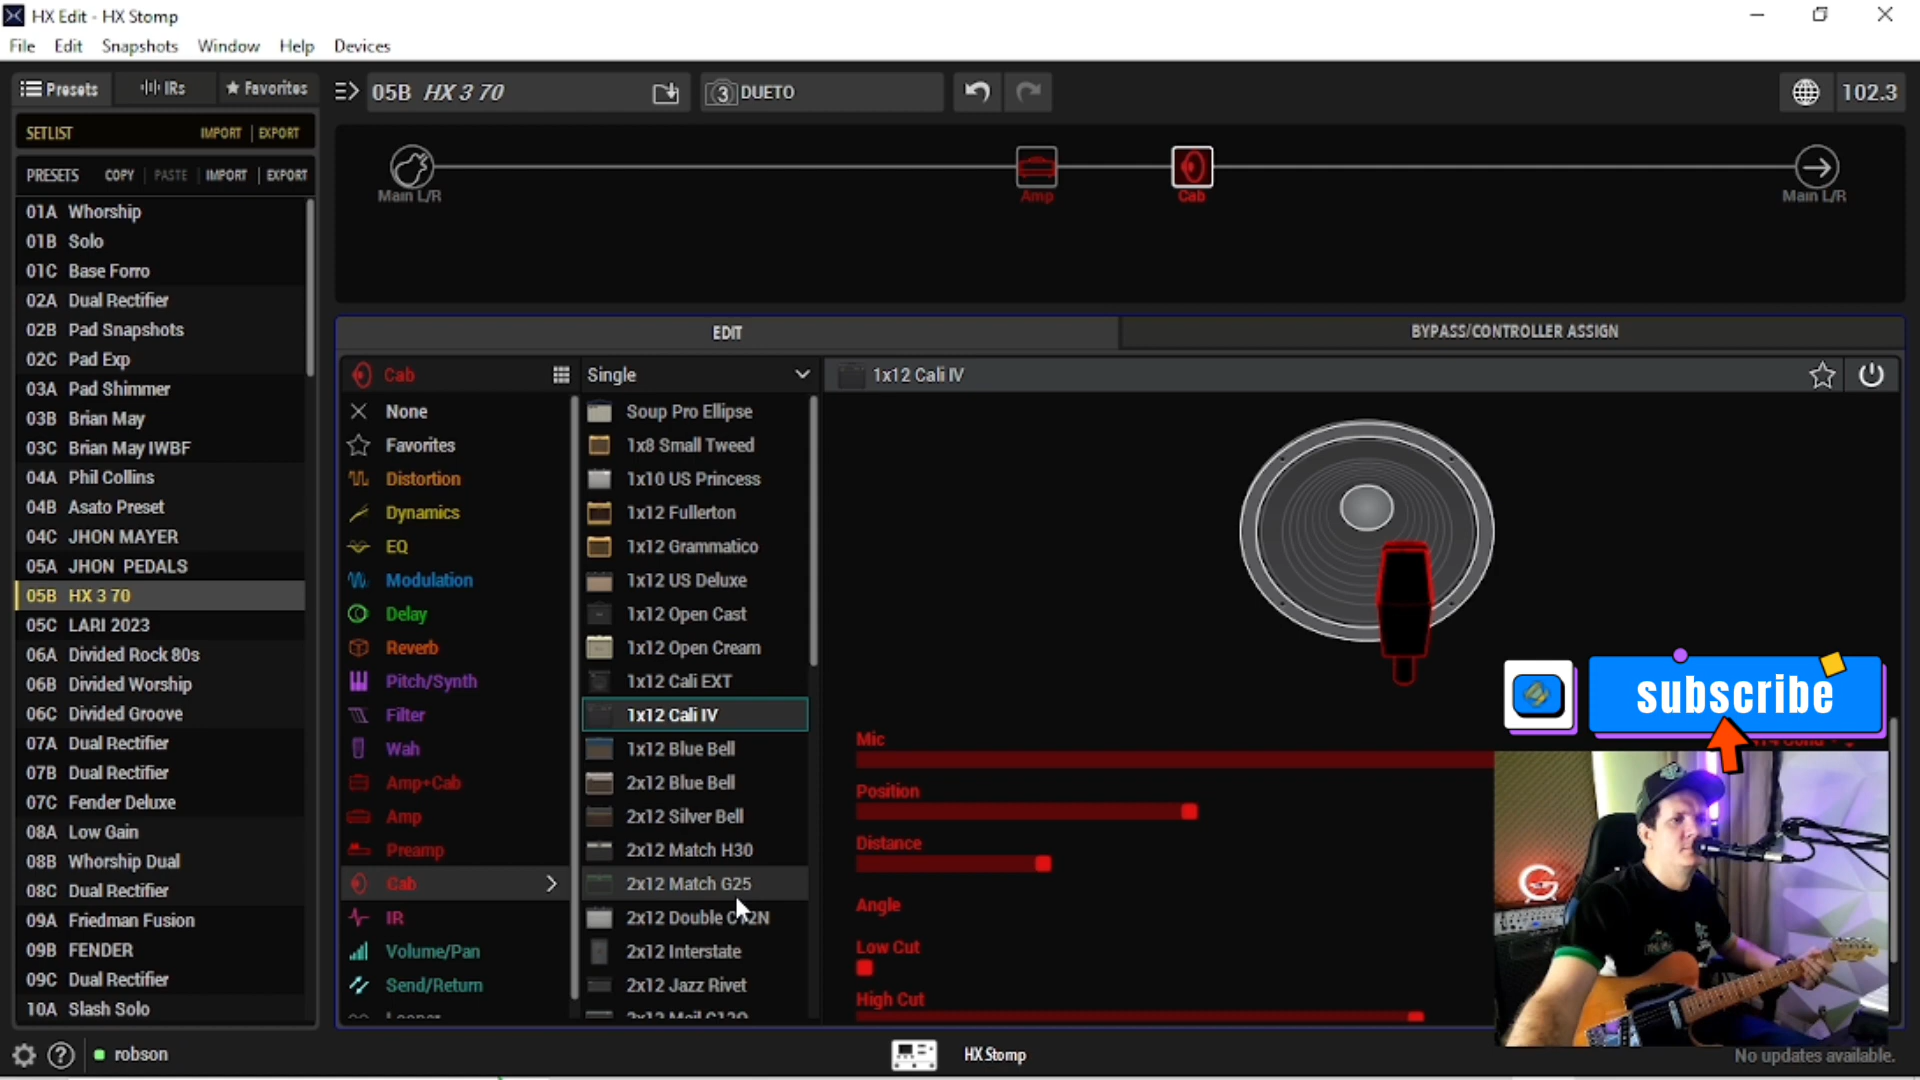 HX Edit - HX Stomp
File Edit Snapshots Window Help Devices
Presets IRs Favorites 05B HX 3 70 3 DUETO 102.3
SETLIST IMPORT EXPORT
PRESETS COPY PASTE IMPORT EXPORT
01A Whorship
01B Solo
01C Base Forro
02A Dual Rectifier
02B Pad Snapshots
02C Pad Exp
03A Pad Shimmer
03B Brian May
03C Brian May IWBF
04A Phil Collins
04B Asato Preset
04C JHON MAYER
05A JHON PEDALS
05B HX 3 70
05C LARI 2023
06A Divided Rock 80s
06B Divided Worship
06C Divided Groove
07A Dual Rectifier
07B Dual Rectifier
07C Fender Deluxe
08A Low Gain
08B Whorship Dual
08C Dual Rectifier
09A Friedman Fusion
09B FENDER
09C Dual Rectifier
10A Slash Solo
Main L/R Amp Cab Main L/R
EDIT BYPASS/CONTROLLER ASSIGN
Cab
None
Favorites
Distortion
Dynamics
EQ
Modulation
Delay
Reverb
Pitch/Synth
Filter
Wah
Amp+Cab
Amp
Preamp
Cab
IR
Volume/Pan
Send/Return
Looper
Single
Soup Pro Ellipse
1x8 Small Tweed
1x10 US Princess
1x12 Fullerton
1x12 Grammatico
1x12 US Deluxe
1x12 Open Cast
1x12 Open Cream
1x12 Cali EXT
1x12 Cali IV
1x12 Blue Bell
2x12 Blue Bell
2x12 Silver Bell
2x12 Match H30
2x12 Match G25
2x12 Double C12N
2x12 Interstate
2x12 Jazz Rivet
2x12 Mail C12Q
1x12 Cali IV
Mic
Position
Distance
Angle
Low Cut
High Cut
subscribe
robson HX Stomp No updates available.